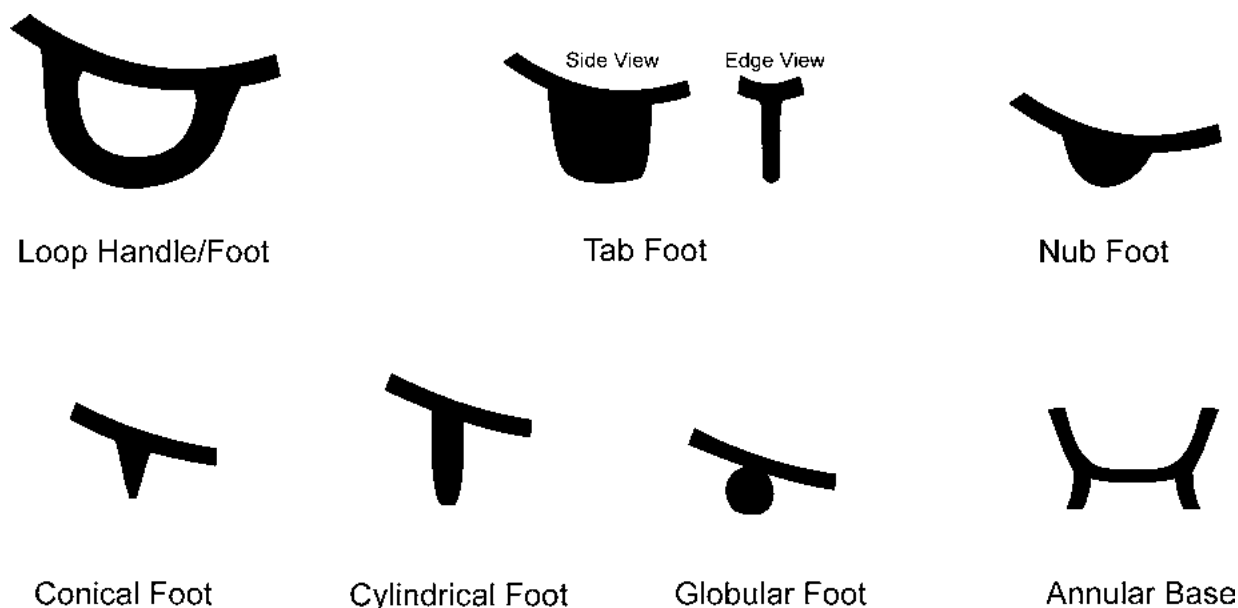 Side View
Edge View
Loop Handle/Foot
Tab Foot
Nub Foot
Conical Foot
Cylindrical Foot
Globular Foot
Annular Base